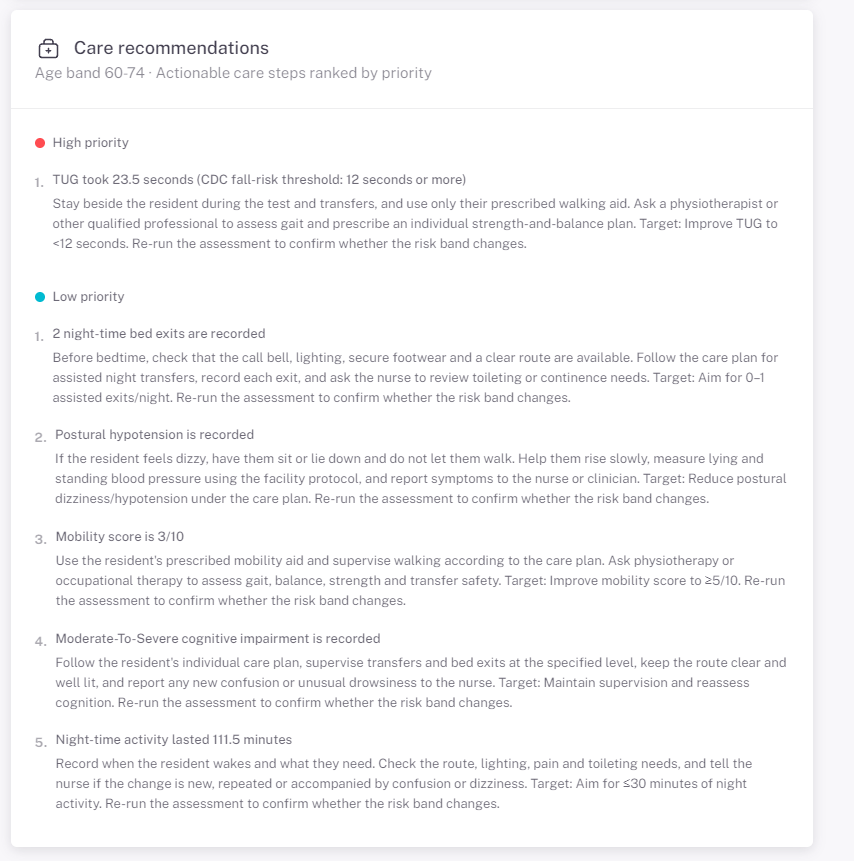 Care recommendations
Age band 60-74 · Actionable care steps ranked by priority
High priority
1. TUG took 23.5 seconds (CDC fall-risk threshold: 12 seconds or more)
Stay beside the resident during the test and transfers, and use only their prescribed walking aid. Ask a physiotherapist or
other qualified professional to assess gait and prescribe an individual strength-and-balance plan. Target: Improve TUG to
<12 seconds. Re-run the assessment to confirm whether the risk band changes.
Low priority
1. 2 night-time bed exits are recorded
Before bedtime, check that the call bell, lighting, secure footwear and a clear route are available. Follow the care plan for
assisted night transfers, record each exit, and ask the nurse to review toileting or continence needs. Target: Aim for 0–1
assisted exits/night. Re-run the assessment to confirm whether the risk band changes.
2. Postural hypotension is recorded
If the resident feels dizzy, have them sit or lie down and do not let them walk. Help them rise slowly, measure lying and
standing blood pressure using the facility protocol, and report symptoms to the nurse or clinician. Target: Reduce postural
dizziness/hypotension under the care plan. Re-run the assessment to confirm whether the risk band changes.
3. Mobility score is 3/10
Use the resident's prescribed mobility aid and supervise walking according to the care plan. Ask physiotherapy or
occupational therapy to assess gait, balance, strength and transfer safety. Target: Improve mobility score to ≥5/10. Re-run
the assessment to confirm whether the risk band changes.
4. Moderate-To-Severe cognitive impairment is recorded
Follow the resident's individual care plan, supervise transfers and bed exits at the specified level, keep the route clear and
well lit, and report any new confusion or unusual drowsiness to the nurse. Target: Maintain supervision and reassess
cognition. Re-run the assessment to confirm whether the risk band changes.
5. Night-time activity lasted 111.5 minutes
Record when the resident wakes and what they need. Check the route, lighting, pain and toileting needs, and tell the
nurse if the change is new, repeated or accompanied by confusion or dizziness. Target: Aim for ≤30 minutes of night
activity. Re-run the assessment to confirm whether the risk band changes.